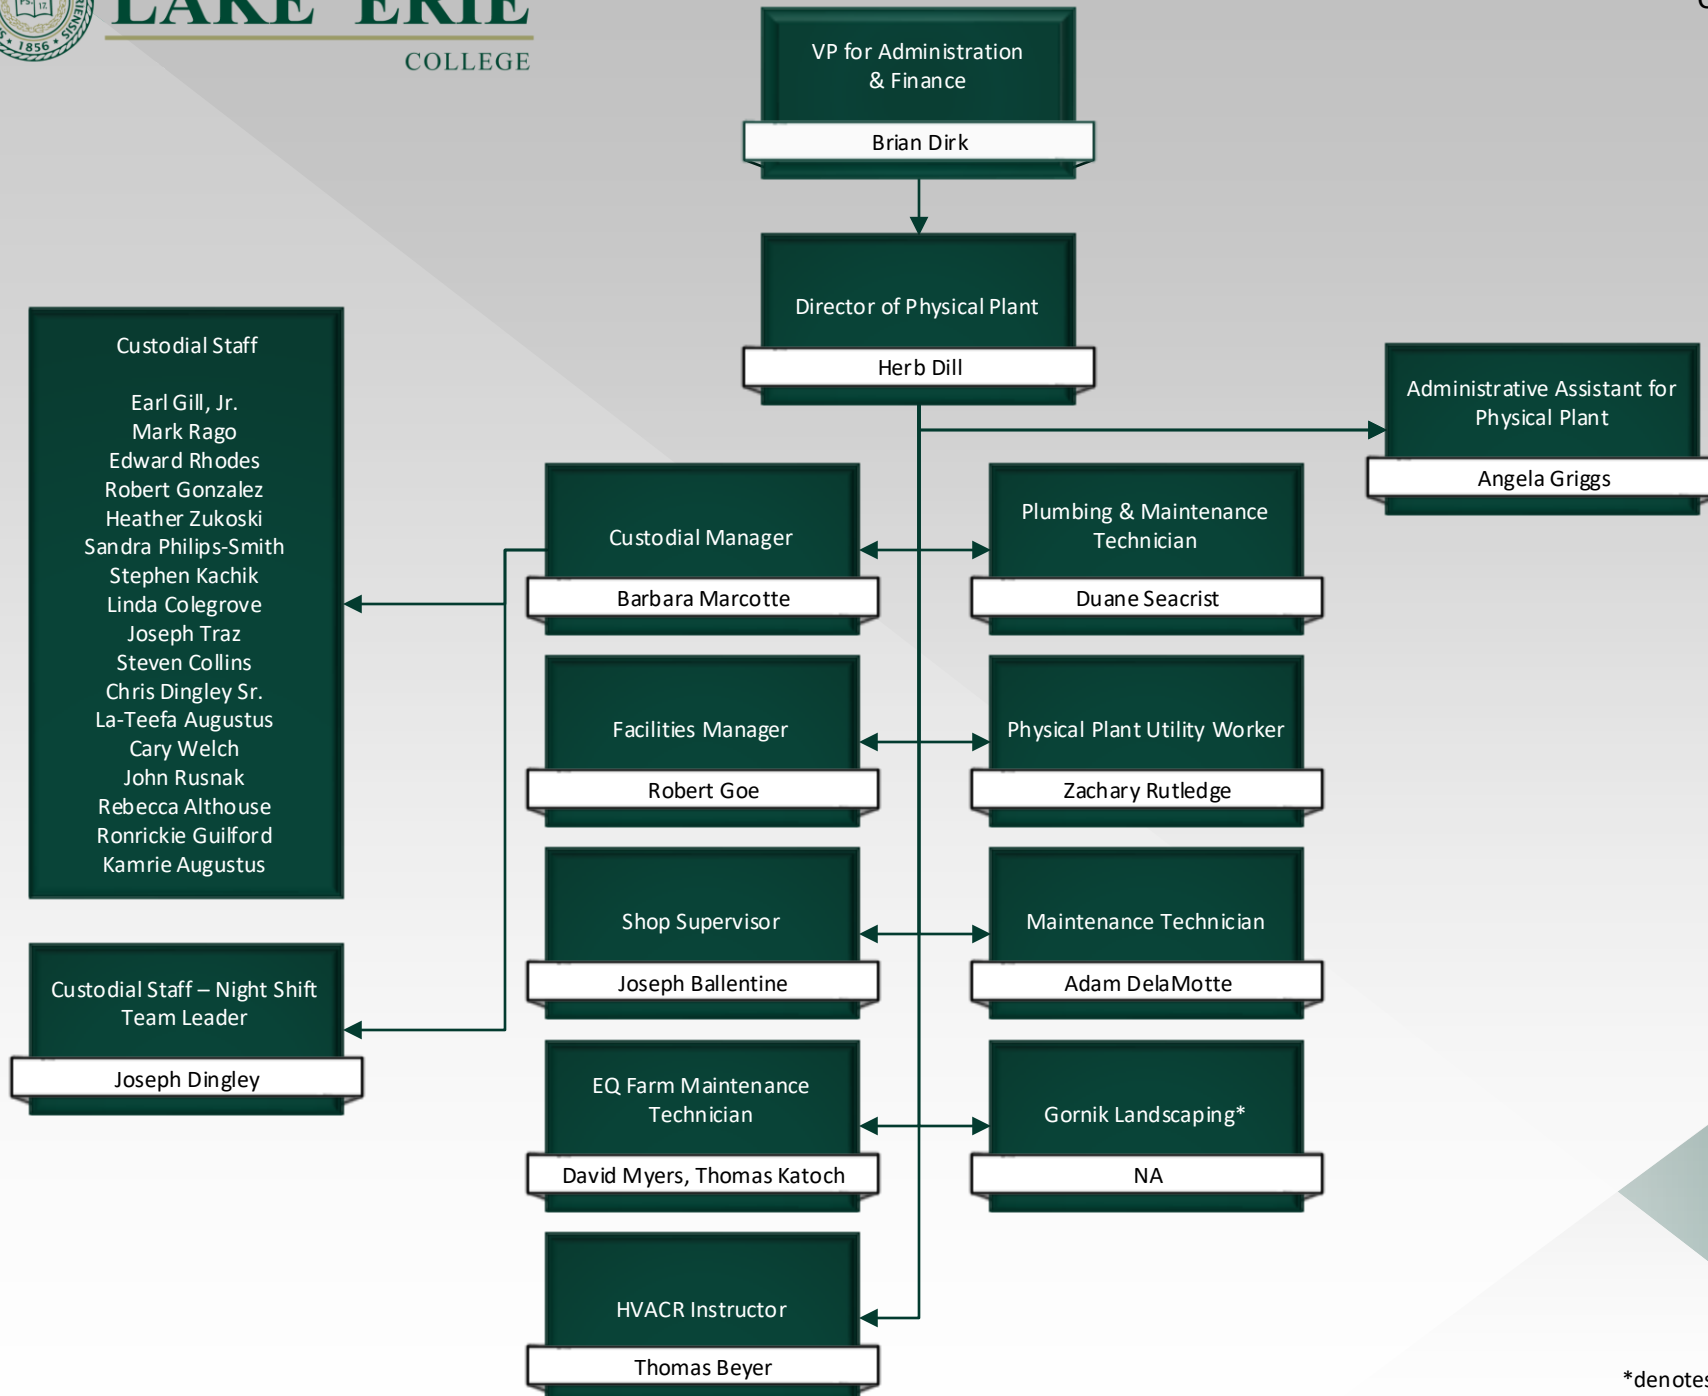 LAKE ERIE
COLLEGE
1856
VP for Administration
& Finance
Brian Dirk
Director of Physical Plant
Herb Dill
Administrative Assistant for
Physical Plant
Angela Griggs
Custodial Staff
Earl Gill, Jr.
Mark Rago
Edward Rhodes
Robert Gonzalez
Heather Zukoski
Sandra Philips-Smith
Stephen Kachik
Linda Colegrove
Joseph Traz
Steven Collins
Chris Dingley Sr.
La-Teefa Augustus
Cary Welch
John Rusnak
Rebecca Althouse
Ronrickie Guilford
Kamrie Augustus
Custodial Staff – Night Shift
Team Leader
Joseph Dingley
Custodial Manager
Barbara Marcotte
Plumbing & Maintenance
Technician
Duane Seacrist
Facilities Manager
Robert Goe
Physical Plant Utility Worker
Zachary Rutledge
Shop Supervisor
Joseph Ballentine
Maintenance Technician
Adam DelaMotte
EQ Farm Maintenance
Technician
David Myers, Thomas Katoch
Gornik Landscaping*
NA
HVACR Instructor
Thomas Beyer
*denotes